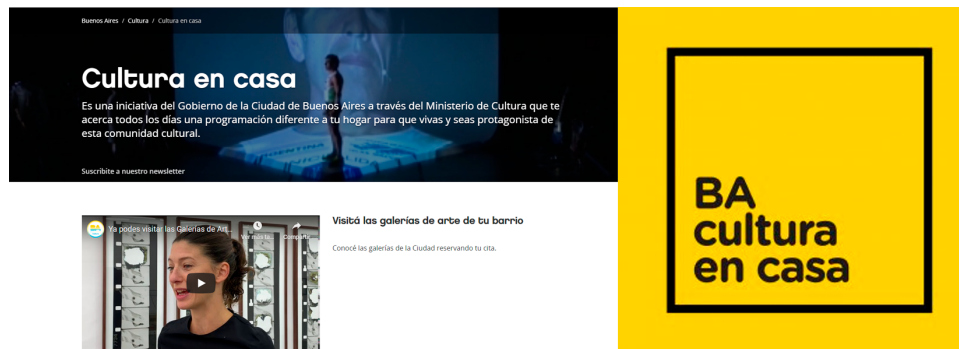 Buenos Aires / Cultura / Cultura en casa
Cultura en casa
Es una iniciativa del Gobierno de la Ciudad de Buenos Aires a través del Ministerio de Cultura que te
acerca todos los días una programación diferente a tu hogar para que vivas y seas protagonista de
esta comunidad cultural.
Suscribite a nuestro newsletter
Ya podes visitar las Galerías de Art...
Ver más ta...
Compartir
Visitá las galerías de arte de tu barrio
Conocé las galerías de la Ciudad reservando tu cita.
BA
cultura
en casa